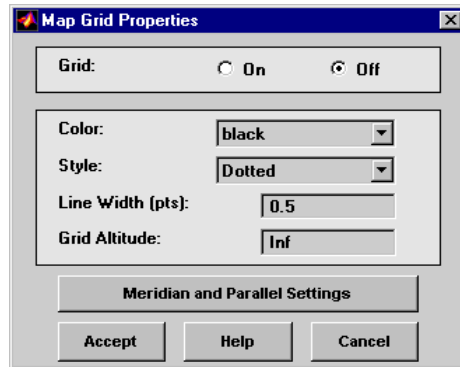 Map Grid Properties
Grid: On Off
Color: black
Style: Dotted
Line Width (pts): 0.5
Grid Altitude: Inf
Meridian and Parallel Settings
Accept Help Cancel